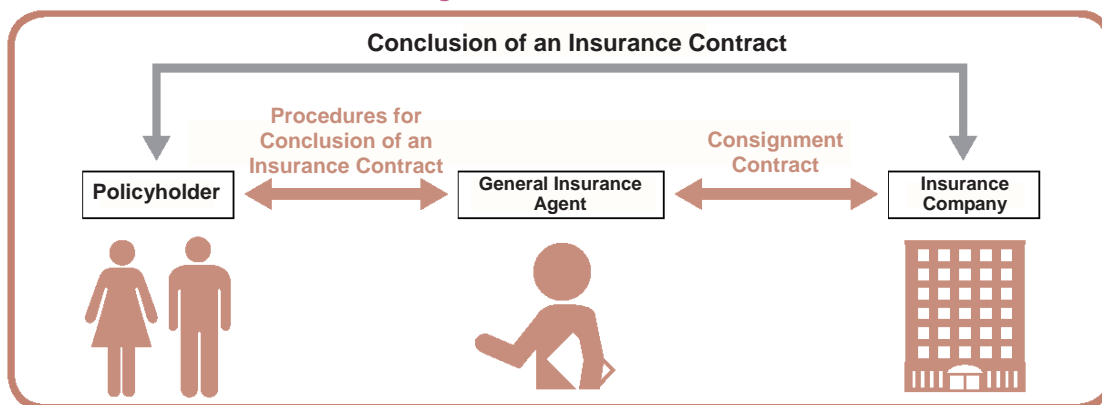 Conclusion of an Insurance Contract
Procedures for
Conclusion of an
Insurance Contract
Consignment
Contract
Policyholder
General Insurance
Agent
Insurance
Company